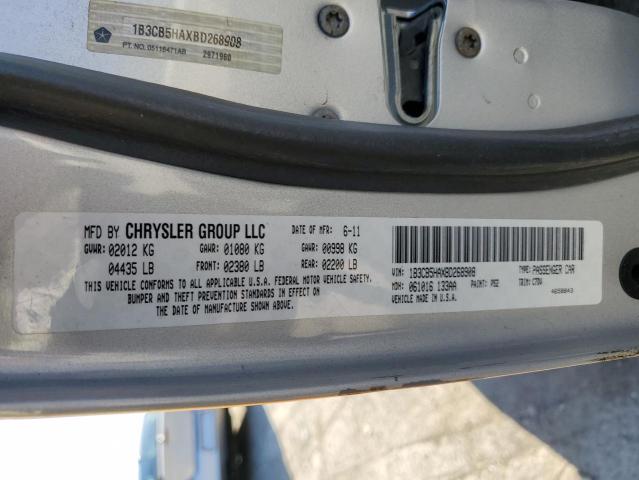 1B3CB5HAXBD268908
PT. NO. 05116471AB 2971960
MFD BY CHRYSLER GROUP LLC DATE OF MFR: 6-11
GVWR: 02012 KG GAWR: 01080 KG GAWR: 00998 KG
04435 LB FRONT: 02380 LB REAR: 02200 LB
THIS VEHICLE CONFORMS TO ALL APPLICABLE U.S.A. FEDERAL MOTOR VEHICLE SAFETY,
BUMPER AND THEFT PREVENTION STANDARDS IN EFFECT ON
THE DATE OF MANUFACTURE SHOWN ABOVE.
VIN: 1B3CB5HAXBD268908 TYPE: PASSENGER CAR
MDH: 061016 133AA PAINT: PS2 TRIM: C7DV
VEHICLE MADE IN U.S.A. 4658843